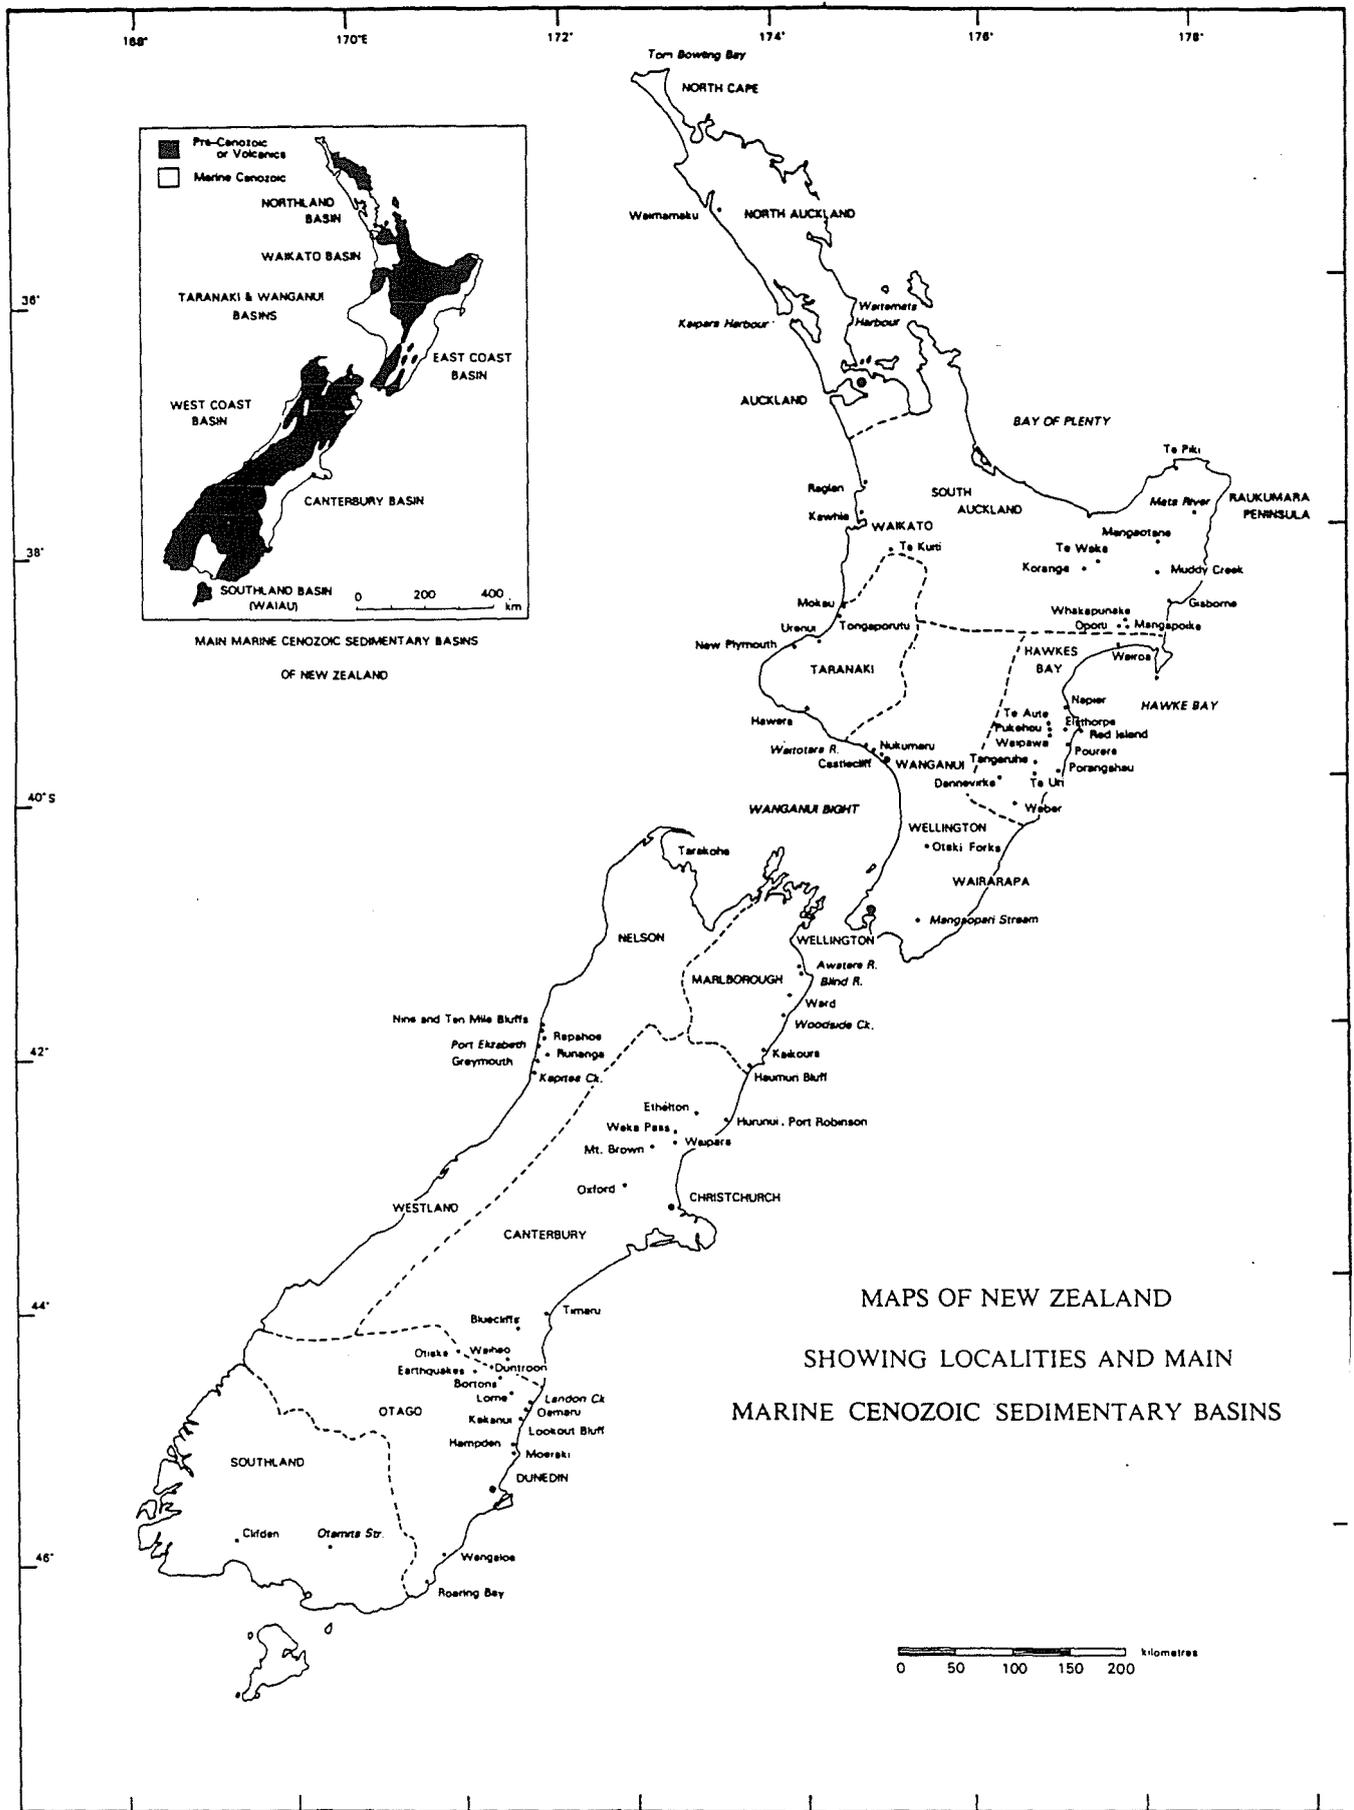 168°
170°E
172°
174°
176°
178°
Tom Bowling Bay
NORTH CAPE
Pre-Cenozoic
or Volcanics
Marine Cenozoic
NORTHLAND
BASIN
WAIKATO BASIN
TARANAKI & WANGANUI
BASINS
EAST COAST
BASIN
WEST COAST
BASIN
CANTERBURY BASIN
SOUTHLAND BASIN
(WAIAU)
0 200 400
km
MAIN MARINE CENOZOIC SEDIMENTARY BASINS
OF NEW ZEALAND
Waimamaku
NORTH AUCKLAND
36°
Kaipara Harbour
Waitemata
Harbour
AUCKLAND
BAY OF PLENTY
Te Piki
Raglan
SOUTH
AUCKLAND
Mata River
RAUKUMARA
PENINSULA
Kawhia
WAIKATO
Mangaotane
38°
Te Kuiti
Te Waka
Koranga
Muddy Creek
Mokau
Gisborne
Tongaporutu
Whakapunake
Urenui
Oporu
Mangapoike
New Plymouth
TARANAKI
HAWKES
BAY
Wairoa
HAWKE BAY
Napier
Hawera
Te Aute
Pukehou
Elsthorpe
Red Island
Waipawa
Waitotara R.
Nukumaru
Pourere
Castlecliff
WANGANUI
Tangaruhe
Porangahau
Dannevirke
Te Uri
Weber
40°S
WANGANUI BIGHT
WELLINGTON
Otaki Forks
Tarakohe
WAIRARAPA
Mangaopari Stream
NELSON
WELLINGTON
Awatere R.
MARLBOROUGH
Blind R.
Ward
Nine and Ten Mile Bluffs
Woodside Ck.
Rapahoe
Port Elizabeth
Runanga
Kaikoura
42°
Greymouth
Kapitea Ck.
Haumuri Bluff
Ethelton
Hurunui. Port Robinson
Weka Pass
Waipara
Mt. Brown
Oxford
CHRISTCHURCH
WESTLAND
CANTERBURY
44°
Timaru
Bluecliffs
Otiake
Waihao
Earthquakes
Duntroon
Bortons
Lorne
Landon Ck
OTAGO
Kakanui
Oamaru
Lookout Bluff
Hampden
Moeraki
SOUTHLAND
DUNEDIN
Clifden
Otamita Str.
46°
Wangaloa
Roaring Bay
MAPS OF NEW ZEALAND
SHOWING LOCALITIES AND MAIN
MARINE CENOZOIC SEDIMENTARY BASINS
kilometres
0 50 100 150 200